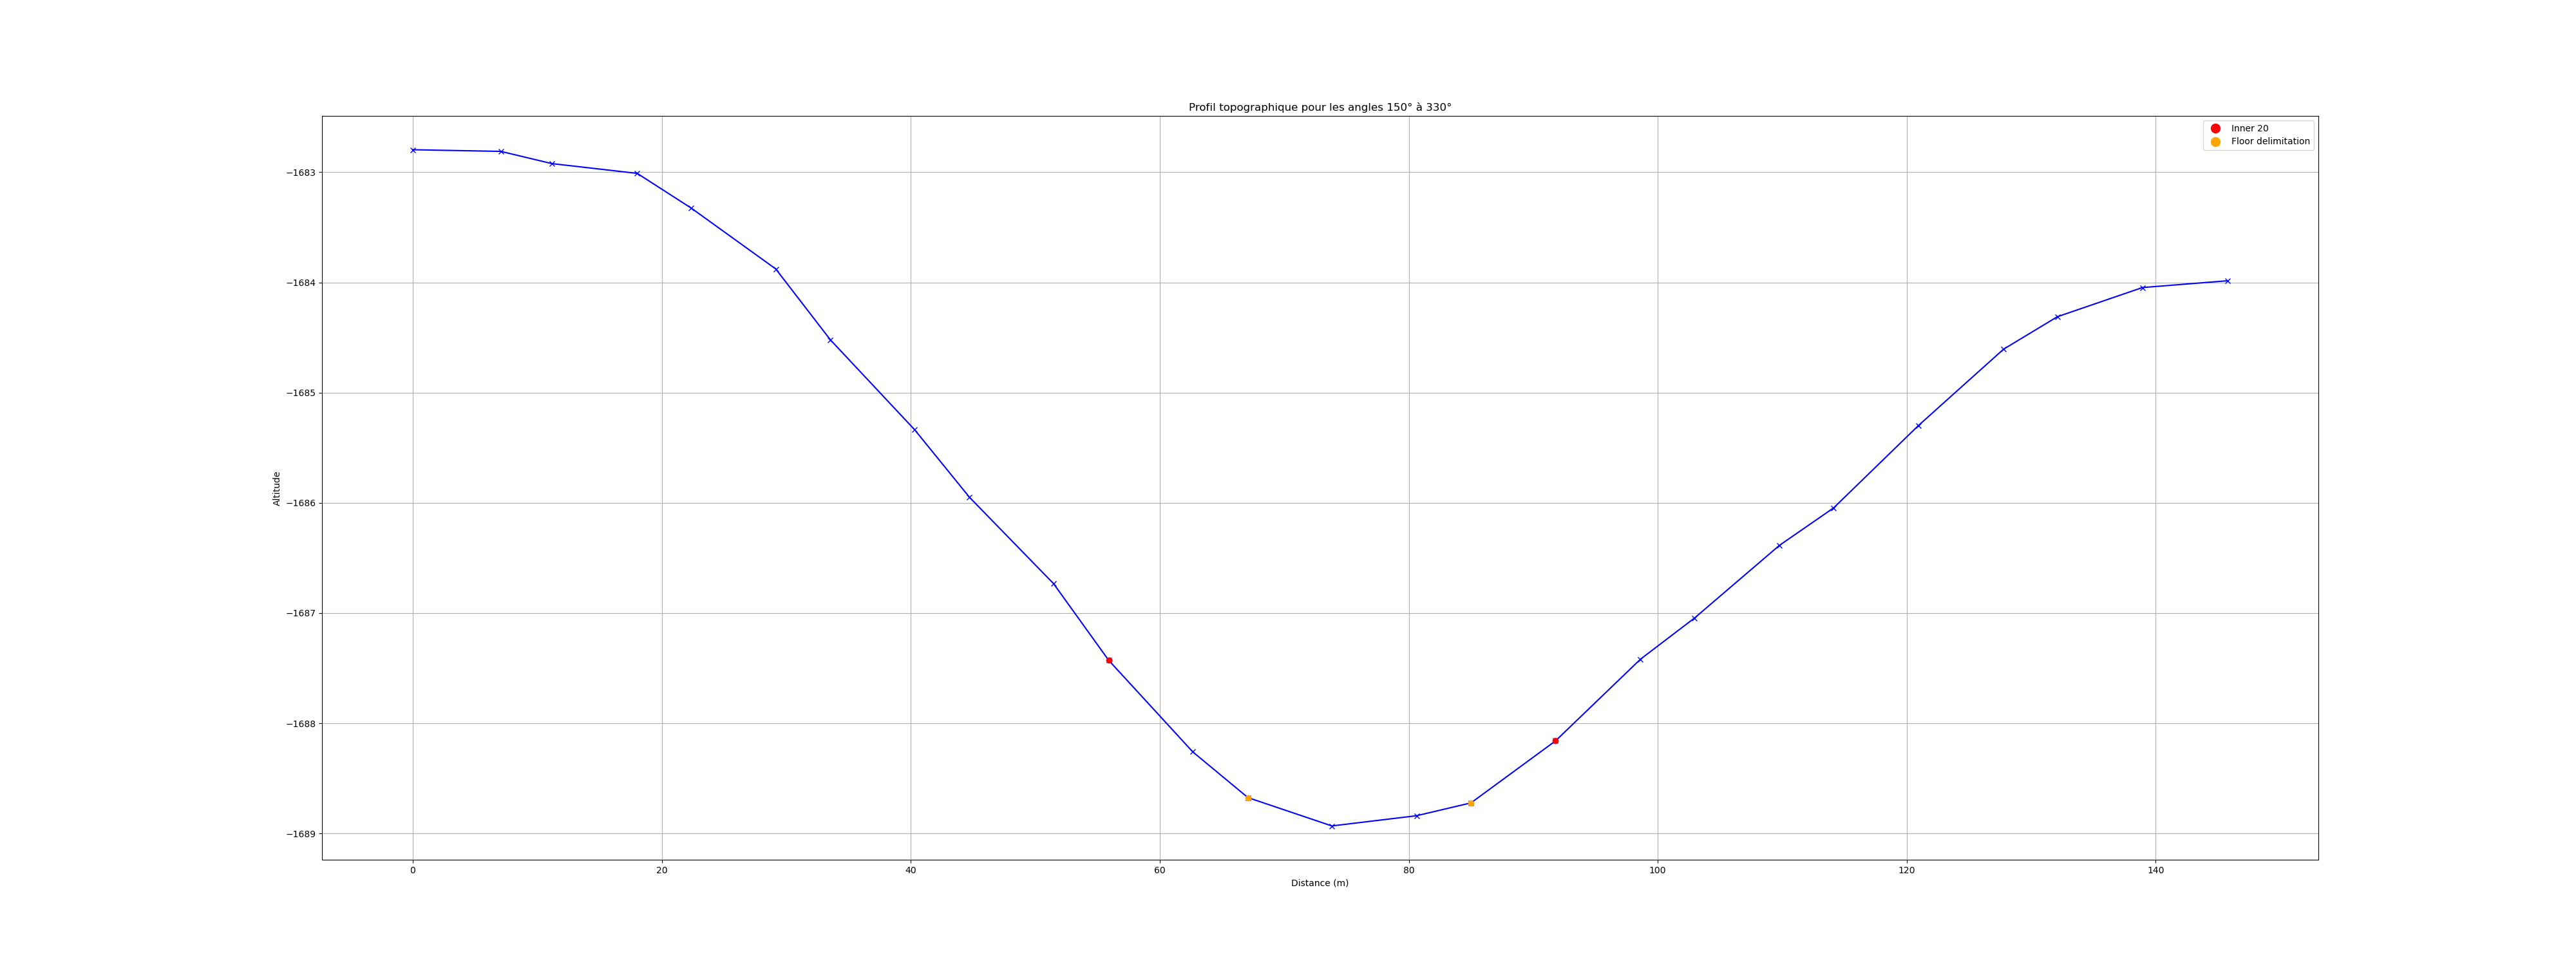 Profil topographique pour les angles 150° à 330°
Inner 20
Floor delimitation
−1683
−1684
−1685
−1686
−1687
−1688
−1689
Altitude
0 20 40 60 80 100 120 140
Distance (m)